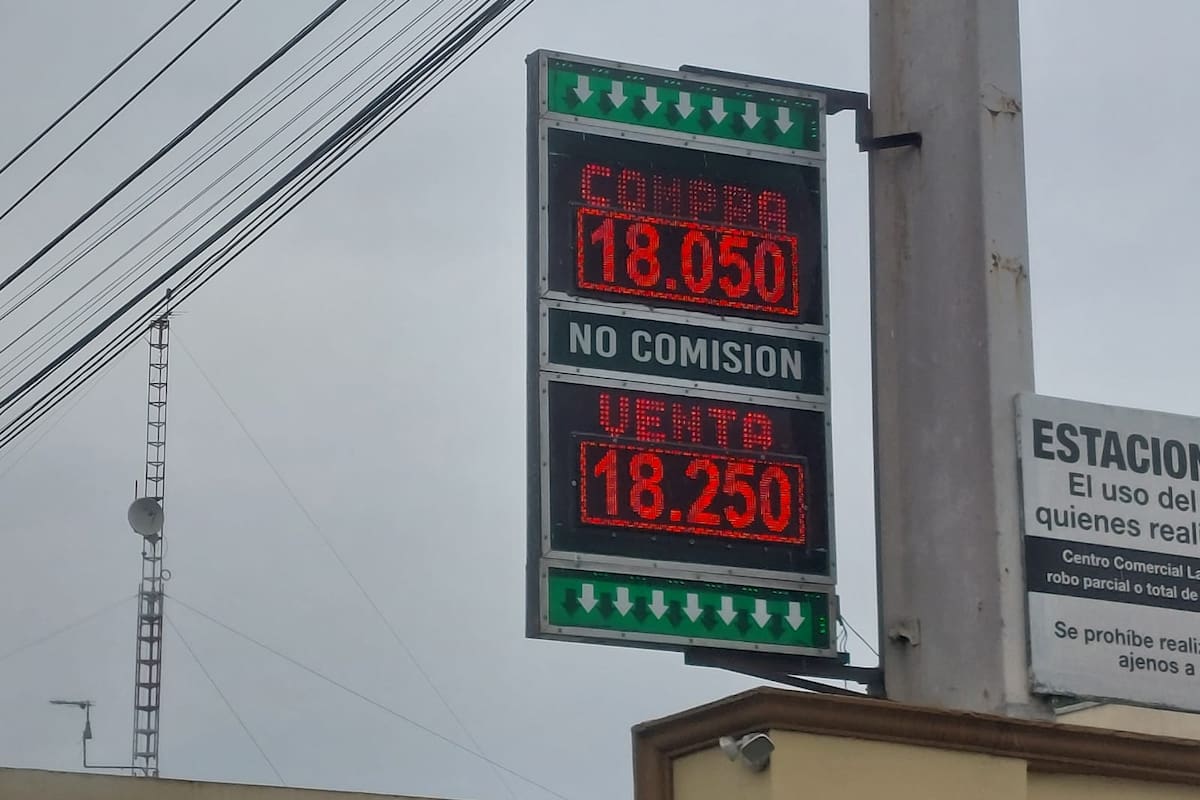 COMPRA
18.050
NO COMISION
VENTA
18.250
ESTACION
El uso del
quienes reali
Centro Comercial La
robo parcial o total de
Se prohíbe realiz
ajenos a